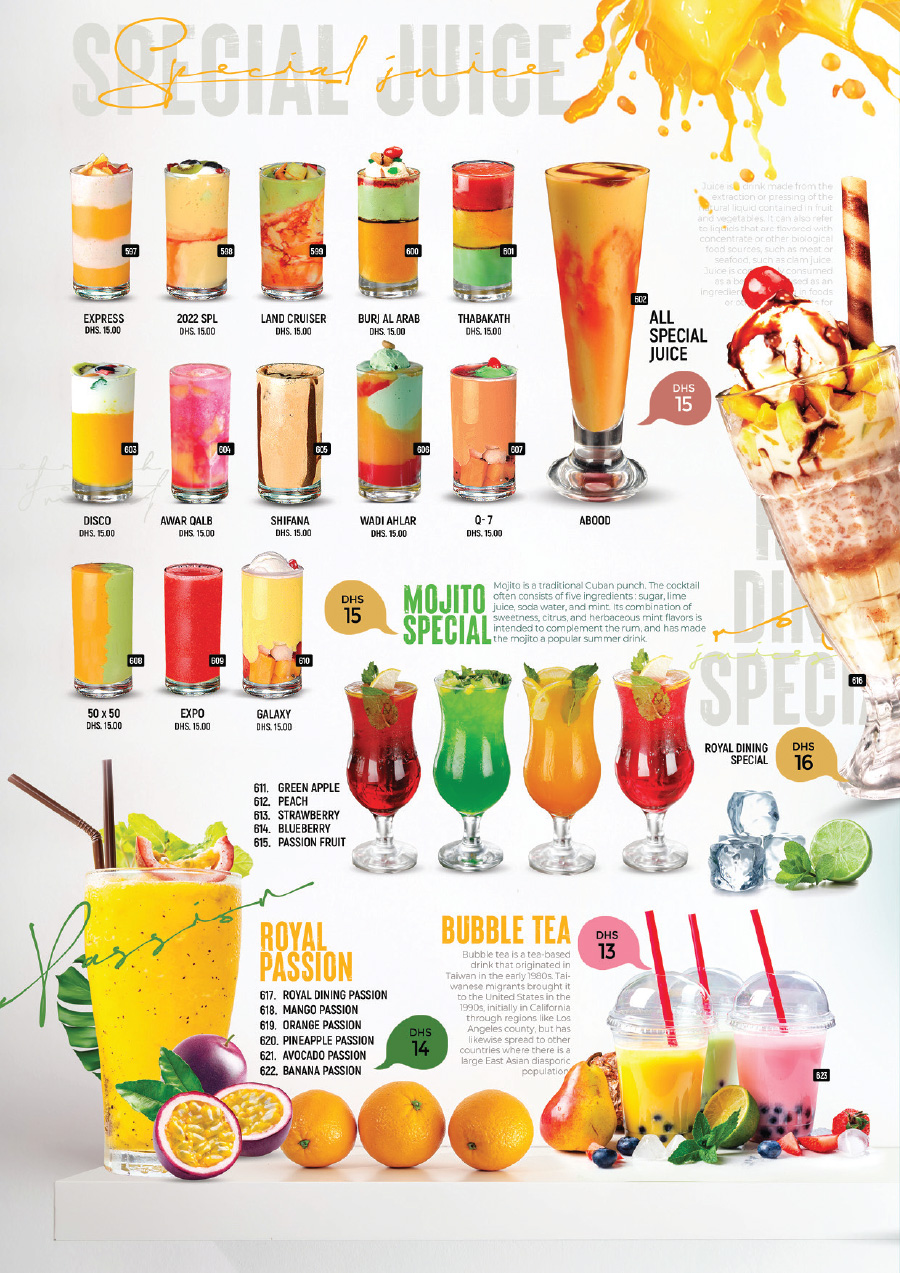 SPECIAL JUICE
Special juice
Juice is a drink made from the
extraction or pressing of the
natural liquid contained in fruit
and vegetables. It can also refer
to liquids that are flavored with
concentrate or other biological
food sources, such as meat or
seafood, such as clam juice.
Juice is consumed
as a used as an
in foods
for
597
598
599
600
601
602
EXPRESS
DHS. 15.00
2022 SPL
DHS. 15.00
LAND CRUISER
DHS. 15.00
BURJ AL ARAB
DHS. 15.00
THABAKATH
DHS. 15.00
ALL
SPECIAL
JUICE
DHS
15
603
604
605
606
607
DISCO
DHS. 15.00
AWAR QALB
DHS. 15.00
SHIFANA
DHS. 15.00
WADI AHLAR
DHS. 15.00
Q- 7
DHS. 15.00
ABOOD
608
609
610
50 x 50
DHS. 15.00
EXPO
DHS. 15.00
GALAXY
DHS. 15.00
DHS
15
MOJITO
SPECIAL
Mojito is a traditional Cuban punch. The cocktail
often consists of five ingredients : sugar, lime
juice, soda water, and mint. Its combination of
sweetness, citrus, and herbaceous mint flavors is
intended to complement the rum, and has made
the mojito a popular summer drink.
611. GREEN APPLE
612. PEACH
613. STRAWBERRY
614. BLUEBERRY
615. PASSION FRUIT
SPECIA
616
ROYAL DINING
SPECIAL
DHS
16
Passion
ROYAL
PASSION
617. ROYAL DINING PASSION
618. MANGO PASSION
619. ORANGE PASSION
620. PINEAPPLE PASSION
621. AVOCADO PASSION
622. BANANA PASSION
DHS
14
BUBBLE TEA
DHS
13
Bubble tea is a tea-based
drink that originated in
Taiwan in the early 1980s. Tai-
wanese migrants brought it
to the United States in the
1990s, initially in California
through regions like Los
Angeles county, but has
likewise spread to other
countries where there is a
large East Asian diasporic
population
623